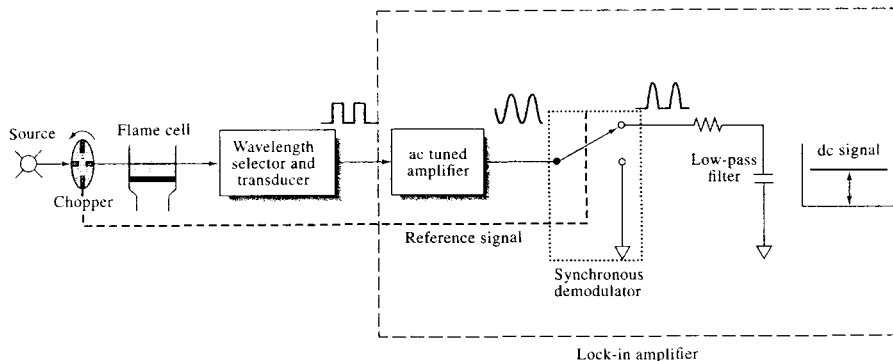 Source
Flame cell
Chopper
Wavelength
selector and
transducer
ac tuned
amplifier
Reference signal
Synchronous
demodulator
Low-pass
filter
dc signal
Lock-in amplifier